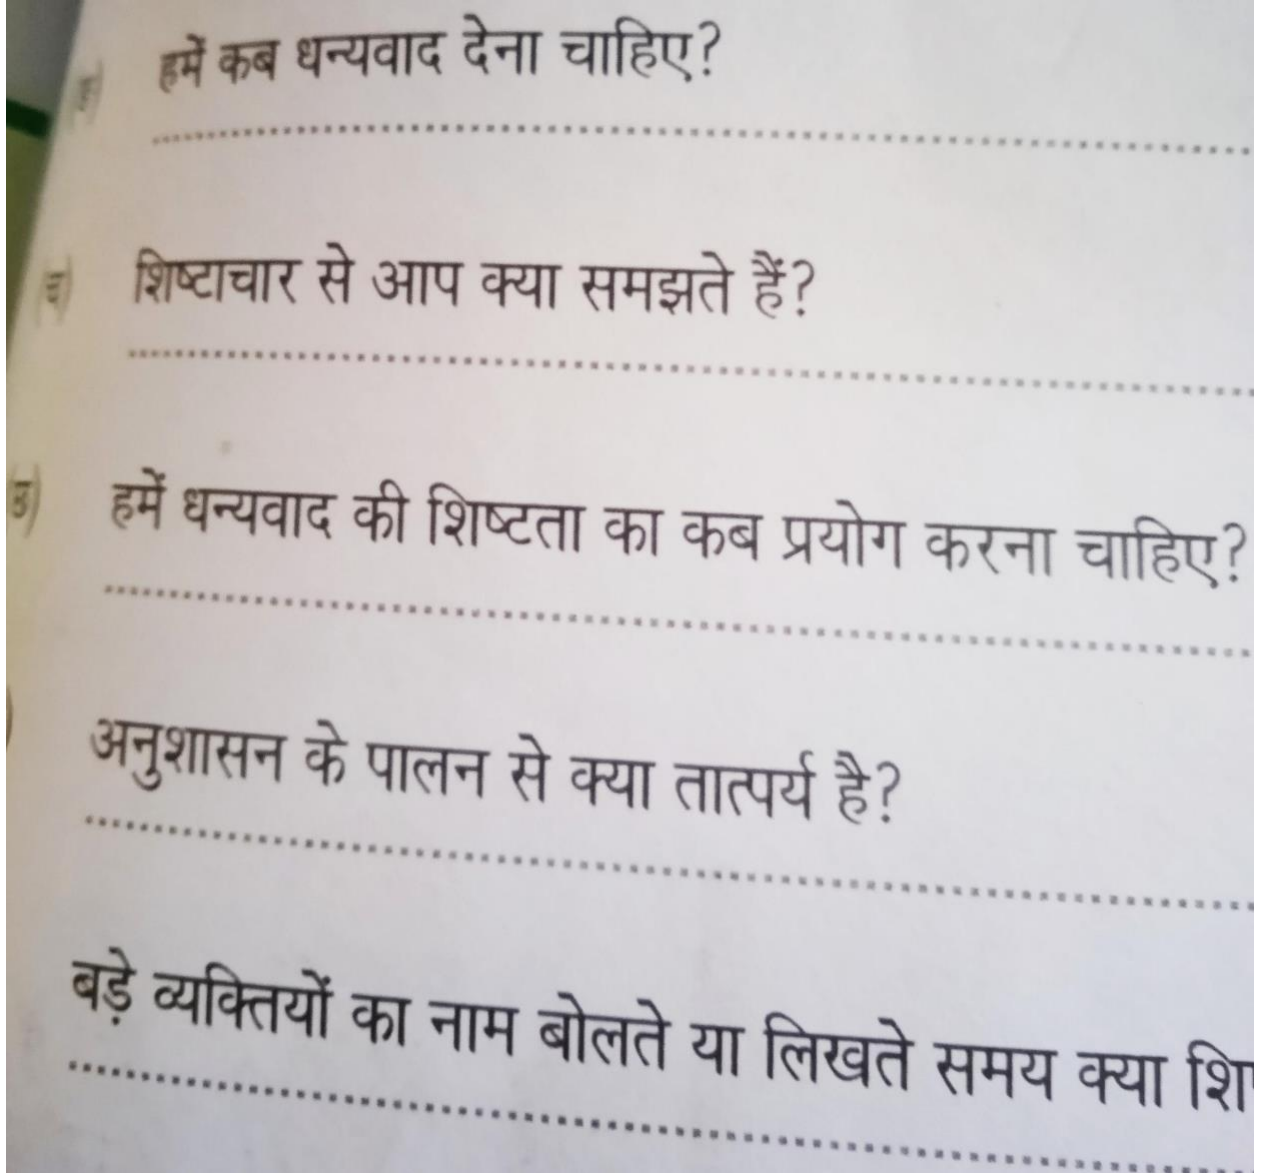 हमें कब धन्यवाद देना चाहिए?
शिष्टाचार से आप क्या समझते हैं?
हमें धन्यवाद की शिष्टता का कब प्रयोग करना चाहिए?
अनुशासन के पालन से क्या तात्पर्य है?
बड़े व्यक्तियों का नाम बोलते या लिखते समय क्या